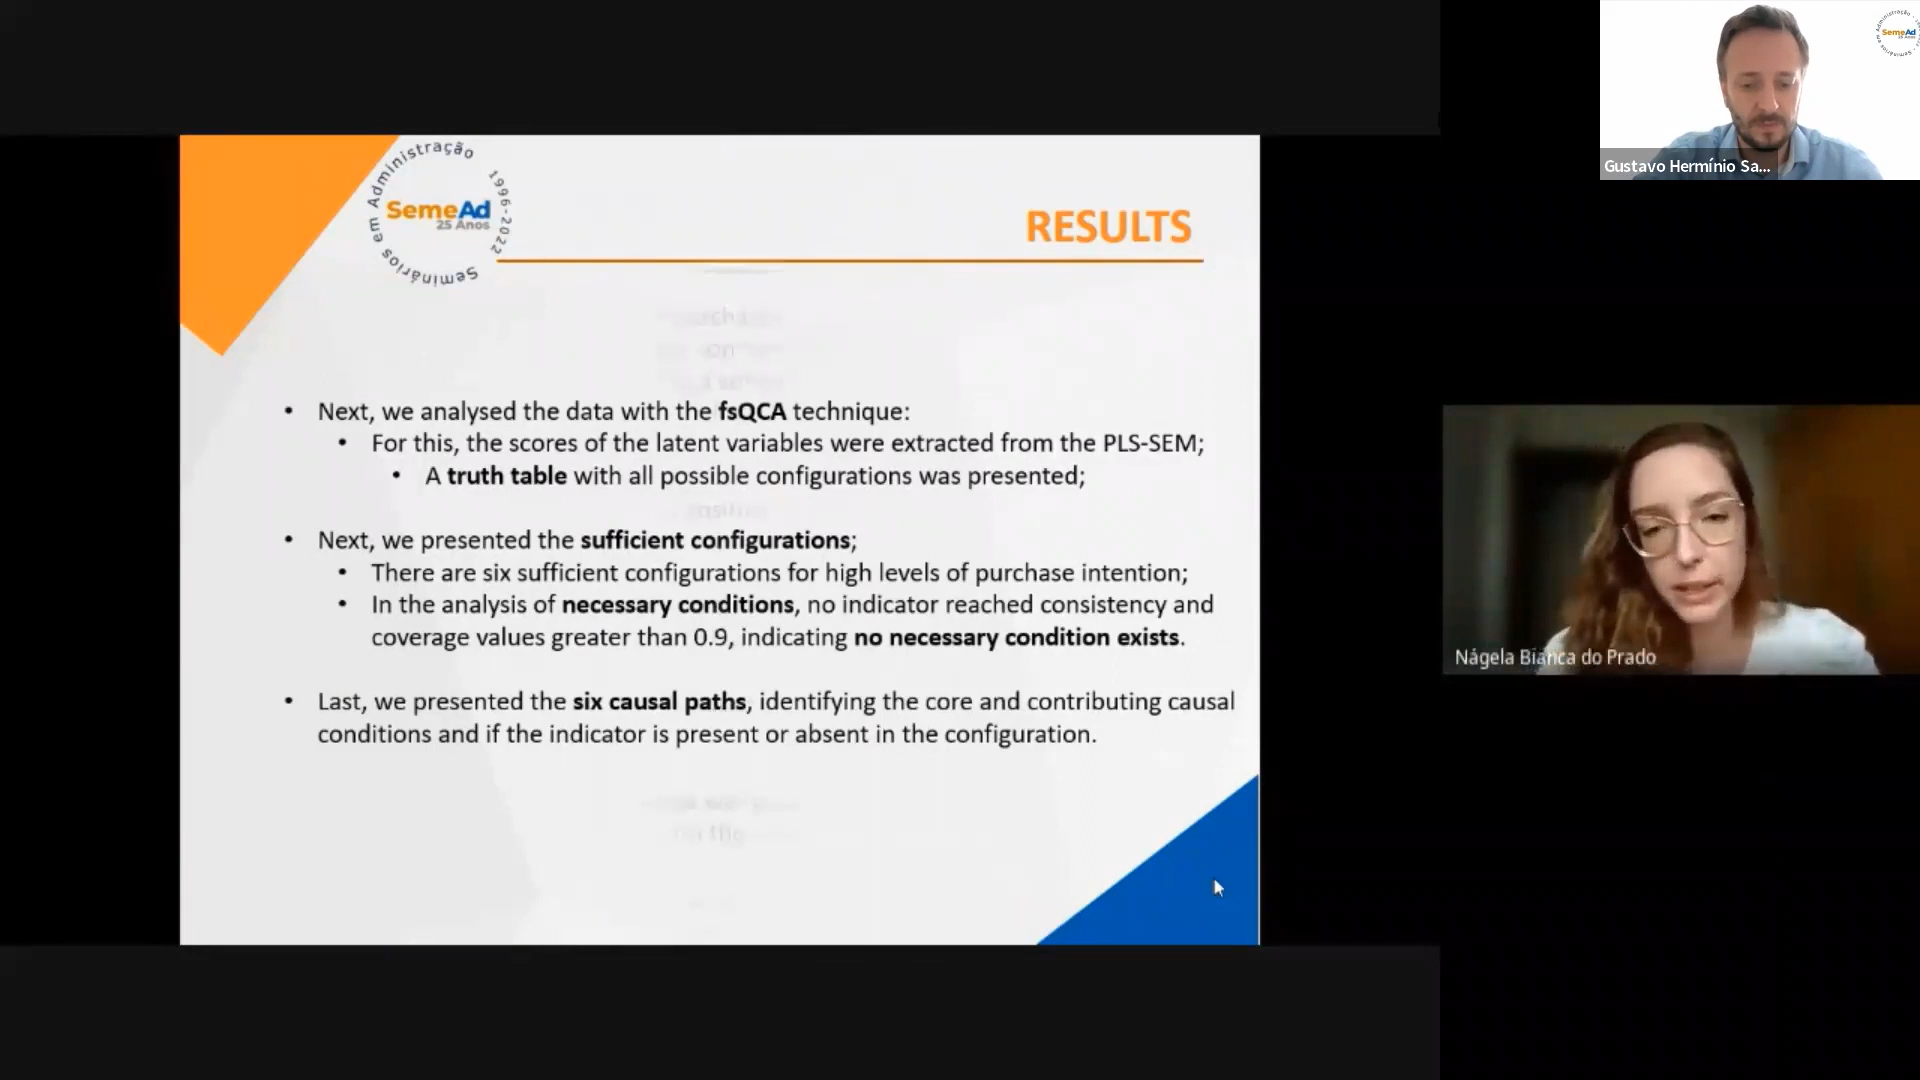 Seminários em Administração 1996-2022
SemeAd
25 Anos
RESULTS
• Next, we analysed the data with the fsQCA technique:
• For this, the scores of the latent variables were extracted from the PLS-SEM;
• A truth table with all possible configurations was presented;
• Next, we presented the sufficient configurations;
• There are six sufficient configurations for high levels of purchase intention;
• In the analysis of necessary conditions, no indicator reached consistency and
coverage values greater than 0.9, indicating no necessary condition exists.
• Last, we presented the six causal paths, identifying the core and contributing causal
conditions and if the indicator is present or absent in the configuration.
SemeAd
25 Anos
Gustavo Hermínio Sa...
Nágela Bianca do Prado